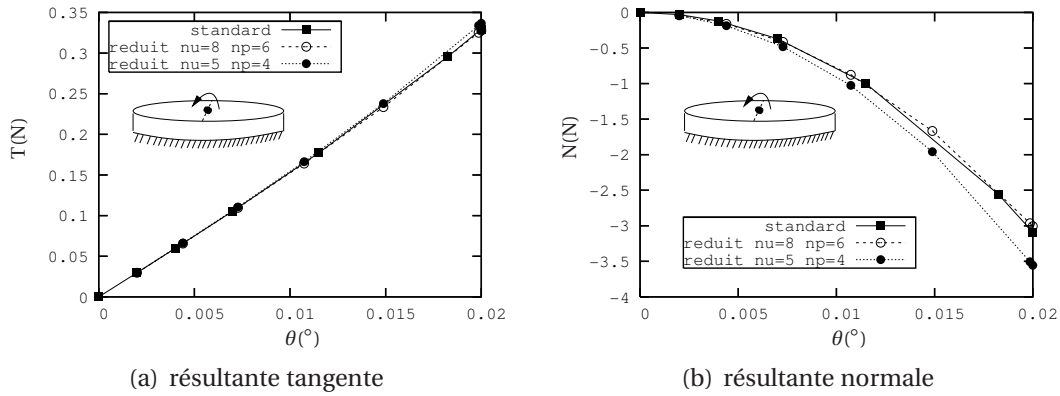 0.35
0.3
0.25
0.2
0.15
0.1
0.05
0
T(N)
standard
reduit nu=8 np=6
reduit nu=5 np=4
0 0.005 0.01 0.015 0.02
θ(°)
(a) résultante tangente
0
−0.5
−1
−1.5
−2
−2.5
−3
−3.5
−4
N(N)
standard
reduit nu=8 np=6
reduit nu=5 np=4
0 0.005 0.01 0.015 0.02
θ(°)
(b) résultante normale